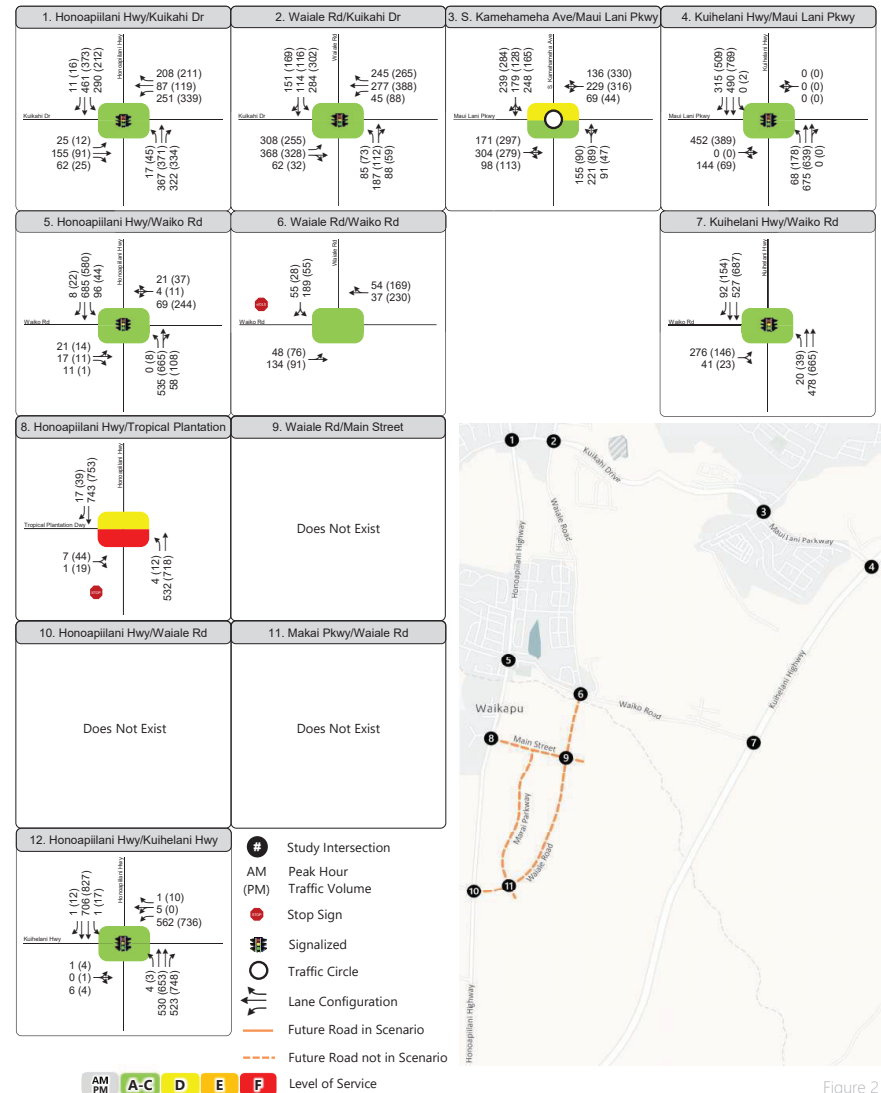 1. Honoapiilani Hwy/Kuikahi Dr
11 (16)
461 (373)
290 (212)
Honoapiilani Hwy
208 (211)
87 (119)
251 (339)
Kuikahi Dr
25 (12)
155 (91)
62 (25)
17 (45)
367 (371)
322 (334)
2. Waiale Rd/Kuikahi Dr
151 (169)
114 (116)
284 (302)
Waiale Rd
245 (265)
277 (388)
45 (88)
Kuikahi Dr
308 (255)
368 (328)
62 (32)
85 (73)
187 (112)
88 (59)
3. S. Kamehameha Ave/Maui Lani Pkwy
239 (284)
179 (128)
248 (165)
S Kamehameha Ave
136 (330)
229 (316)
69 (44)
Maui Lani Pkwy
171 (297)
304 (279)
98 (113)
155 (90)
221 (89)
91 (47)
4. Kuihelani Hwy/Maui Lani Pkwy
315 (509)
490 (769)
0 (2)
Kuihelani Hwy
0 (0)
0 (0)
0 (0)
Maui Lani Pkwy
452 (389)
0 (0)
144 (69)
68 (178)
675 (639)
0 (0)
5. Honoapiilani Hwy/Waiko Rd
8 (22)
685 (580)
96 (44)
Honoapiilani Hwy
21 (37)
4 (11)
69 (244)
Waiko Rd
21 (14)
17 (11)
11 (1)
0 (8)
535 (665)
58 (108)
6. Waiale Rd/Waiko Rd
55 (28)
189 (55)
Waiale Rd
54 (169)
37 (230)
Waiko Rd
48 (76)
134 (91)
7. Kuihelani Hwy/Waiko Rd
92 (154)
527 (687)
Kuihelani Hwy
Waiko Rd
276 (146)
41 (23)
20 (39)
478 (665)
8. Honoapiilani Hwy/Tropical Plantation
17 (39)
743 (753)
Honoapiilani Hwy
Tropical Plantation Dwy
7 (44)
1 (19)
STOP
4 (12)
532 (718)
9. Waiale Rd/Main Street
Does Not Exist
10. Honoapiilani Hwy/Waiale Rd
Does Not Exist
11. Makai Pkwy/Waiale Rd
Does Not Exist
12. Honoapiilani Hwy/Kuihelani Hwy
1 (12)
706 (827)
1 (17)
Honoapiilani Hwy
1 (10)
5 (0)
562 (736)
Kuihelani Hwy
1 (4)
0 (1)
6 (4)
4 (3)
530 (653)
523 (748)
# Study Intersection
AM Peak Hour
(PM) Traffic Volume
STOP Stop Sign
Signalized
Traffic Circle
Lane Configuration
Future Road in Scenario
Future Road not in Scenario
AM
PM
A-C D E F Level of Service
1
2
Kuikahi Drive
Waiale Road
Honoapiilani Highway
3
Maui Lani Parkway
4
Kuihelani Highway
5
6
Waiko Road
Waikapu
7
8
Main Street
9
Parkway
Waiale Road
10
11
Honoapiilani Highway
Figure 2